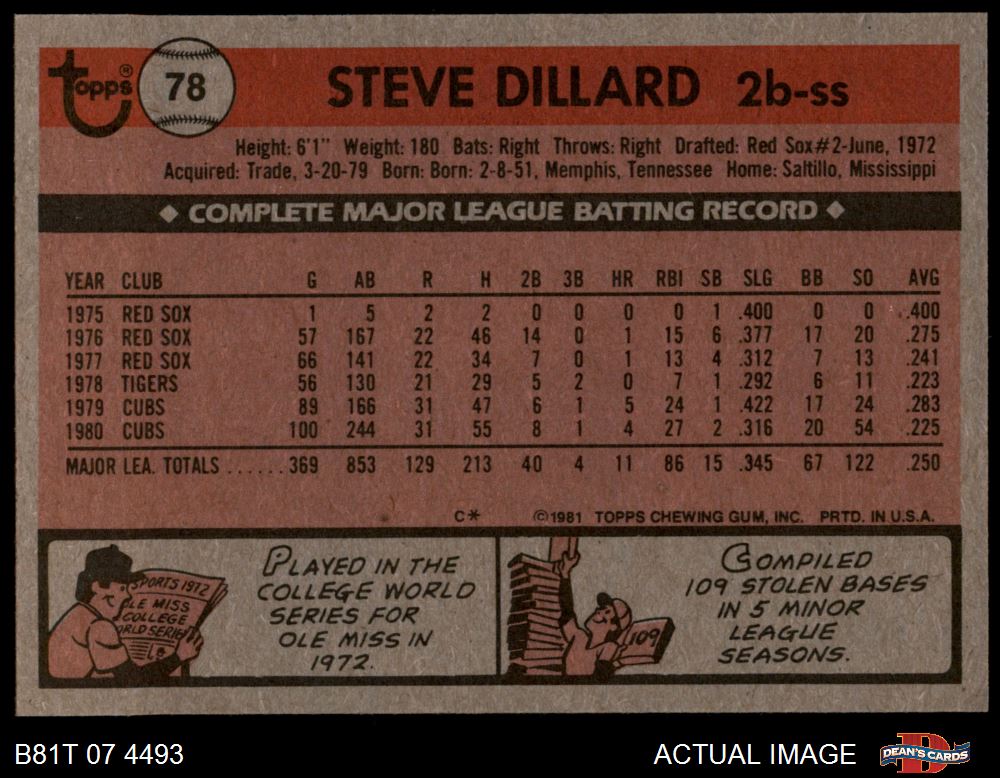 topps® 78 STEVE DILLARD 2b-ss
Height: 6'1" Weight: 180 Bats: Right Throws: Right Drafted: Red Sox#2-June, 1972
Acquired: Trade, 3-20-79 Born: Born: 2-8-51, Memphis, Tennessee Home: Saltillo, Mississippi
◆ COMPLETE MAJOR LEAGUE BATTING RECORD ◆
YEAR CLUB G AB R H 2B 3B HR RBI SB SLG BB SO AVG
1975 RED SOX 1 5 2 2 0 0 0 0 1 .400 0 0 .400
1976 RED SOX 57 167 22 46 14 0 1 15 6 .377 17 20 .275
1977 RED SOX 66 141 22 34 7 0 1 13 4 .312 7 13 .241
1978 TIGERS 56 130 21 29 5 2 0 7 1 .292 6 11 .223
1979 CUBS 89 166 31 47 6 1 5 24 1 .422 17 24 .283
1980 CUBS 100 244 31 55 8 1 4 27 2 .316 20 54 .225
MAJOR LEA. TOTALS ...... 369 853 129 213 40 4 11 86 15 .345 67 122 .250
C* ©1981 TOPPS CHEWING GUM, INC. PRTD. IN U.S.A.
SPORTS 1972
OLE MISS
COLLEGE
WORLD SERIES
PLAYED IN THE
COLLEGE WORLD
SERIES FOR
OLE MISS IN
1972.
109
COMPILED
109 STOLEN BASES
IN 5 MINOR
LEAGUE
SEASONS.
B81T 07 4493 ACTUAL IMAGE DEAN'S CARDS